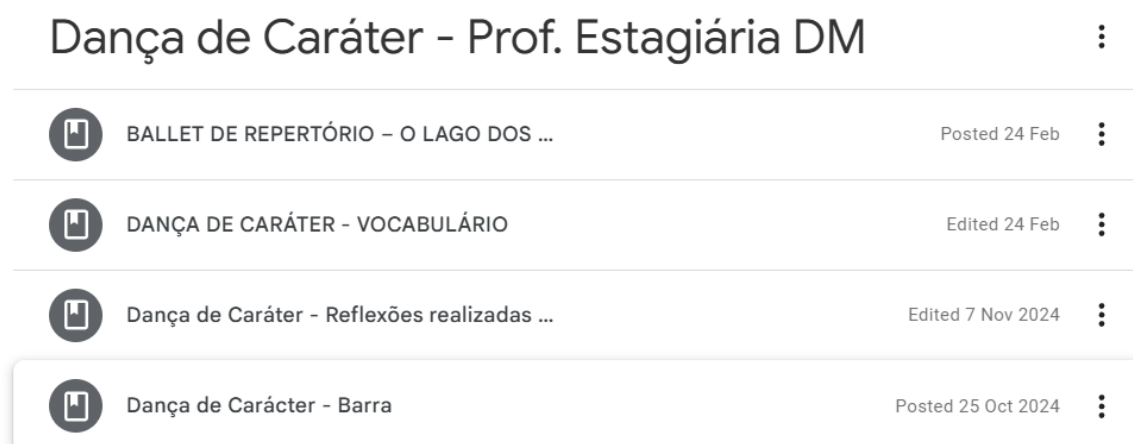 Dança de Caráter - Prof. Estagiária DM
BALLET DE REPERTÓRIO – O LAGO DOS ... Posted 24 Feb
DANÇA DE CARÁTER - VOCABULÁRIO Edited 24 Feb
Dança de Caráter - Reflexões realizadas ... Edited 7 Nov 2024
Dança de Carácter - Barra Posted 25 Oct 2024